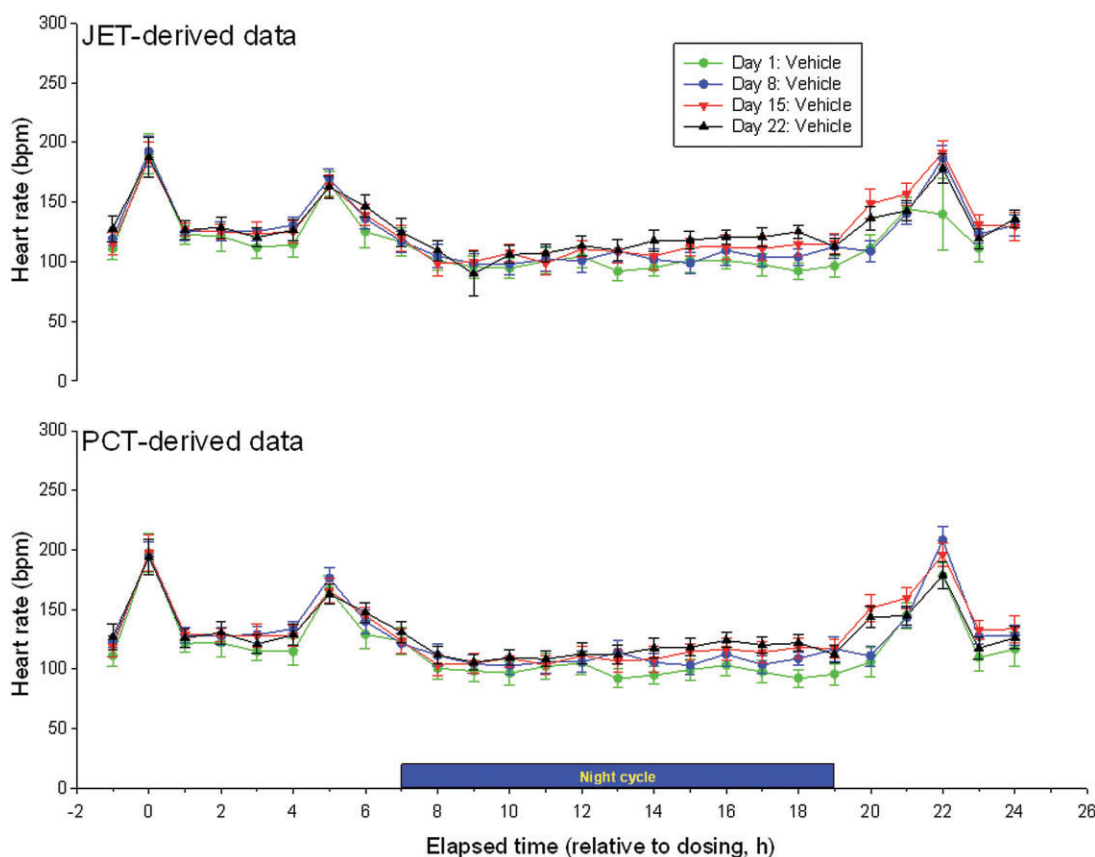 300
JET-derived data
250
200
150
100
50
0
Heart rate (bpm)
Day 1: Vehicle
Day 8: Vehicle
Day 15: Vehicle
Day 22: Vehicle
300
PCT-derived data
250
200
150
100
50
0
Heart rate (bpm)
Night cycle
-2 0 2 4 6 8 10 12 14 16 18 20 22 24 26
Elapsed time (relative to dosing, h)